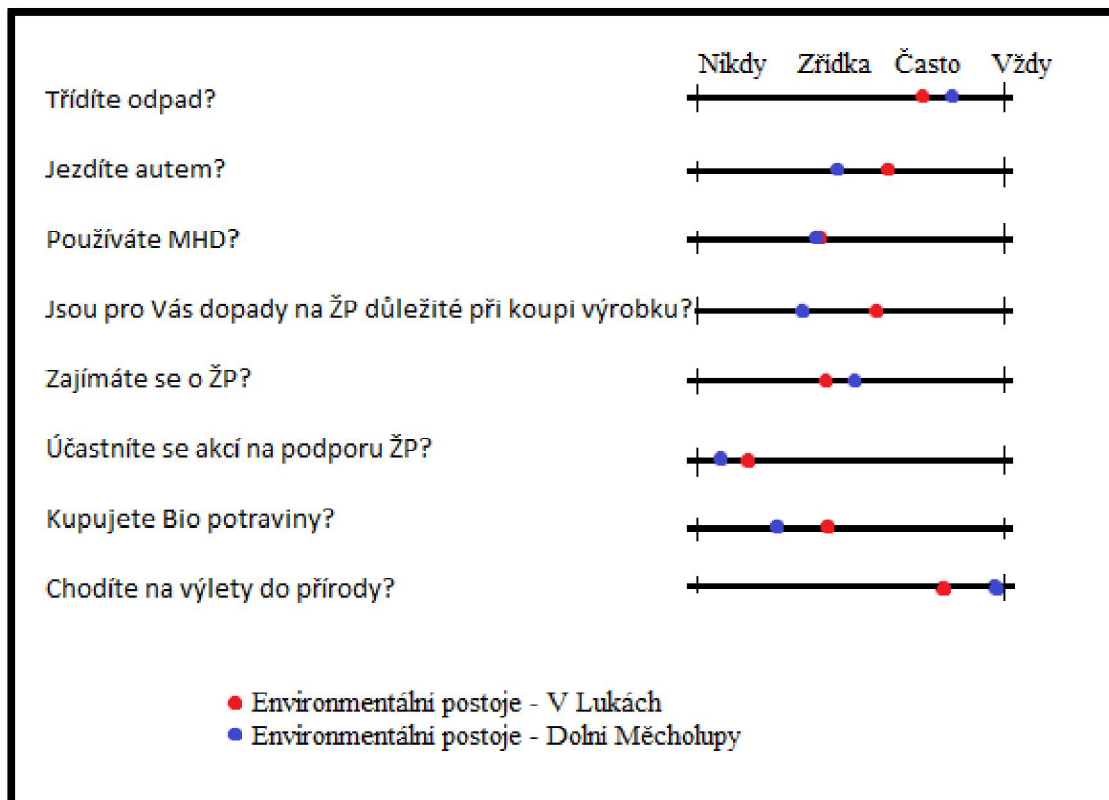 Nikdy Zřídka Často Vždy
Třídíte odpad?
Jezdíte autem?
Používáte MHD?
Jsou pro Vás dopady na ŽP důležité při koupi výrobku?
Zajímáte se o ŽP?
Účastníte se akcí na podporu ŽP?
Kupujete Bio potraviny?
Chodíte na výlety do přírody?
Environmentální postoje - V Lukách
Environmentální postoje - Dolní Měcholupy